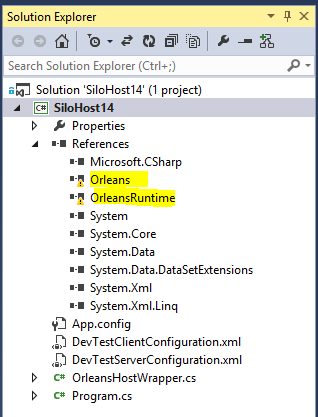 Solution Explorer
Search Solution Explorer (Ctrl+;)
Solution 'SiloHost14' (1 project)
C# SiloHost14
Properties
References
Microsoft.CSharp
Orleans
OrleansRuntime
System
System.Core
System.Data
System.Data.DataSetExtensions
System.Xml
System.Xml.Linq
App.config
DevTestClientConfiguration.xml
DevTestServerConfiguration.xml
C# OrleansHostWrapper.cs
C# Program.cs